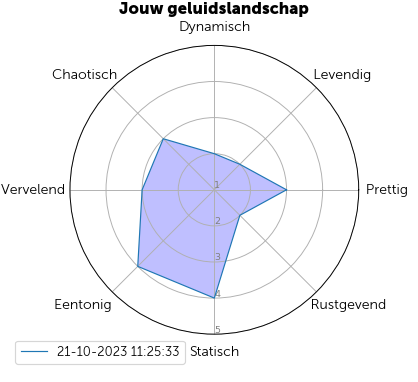 Jouw geluidslandschap
Dynamisch
Chaotisch
Levendig
Vervelend
Prettig
1
2
3
4
5
Eentonig
Rustgevend
Statisch
21-10-2023 11:25:33